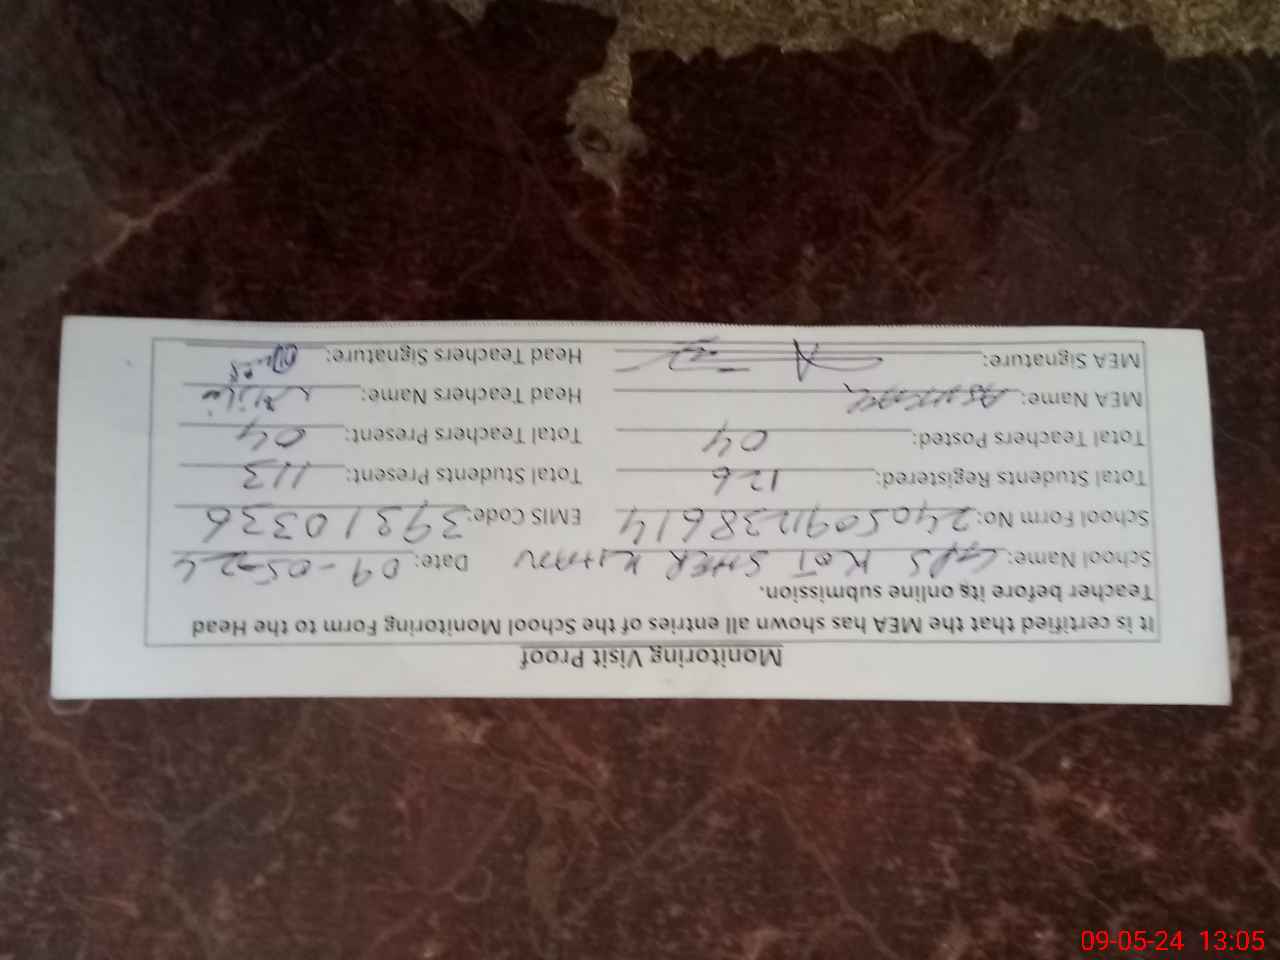 Monitoring Visit Proof
It is certified that the MEA has shown all entries of the School Monitoring Form to the Head
Teacher before its online submission.
School Name: GPS KOT SHER KHAN Date: 09-05-24
School Form No: 2405091238614 EMIS Code: 39310336
Total Students Registered: 126 Total Students Present: 113
Total Teachers Posted: 04 Total Teachers Present: 04
MEA Name: Head Teachers Name:
MEA Signature: Head Teachers Signature:
09-05-24 13:05